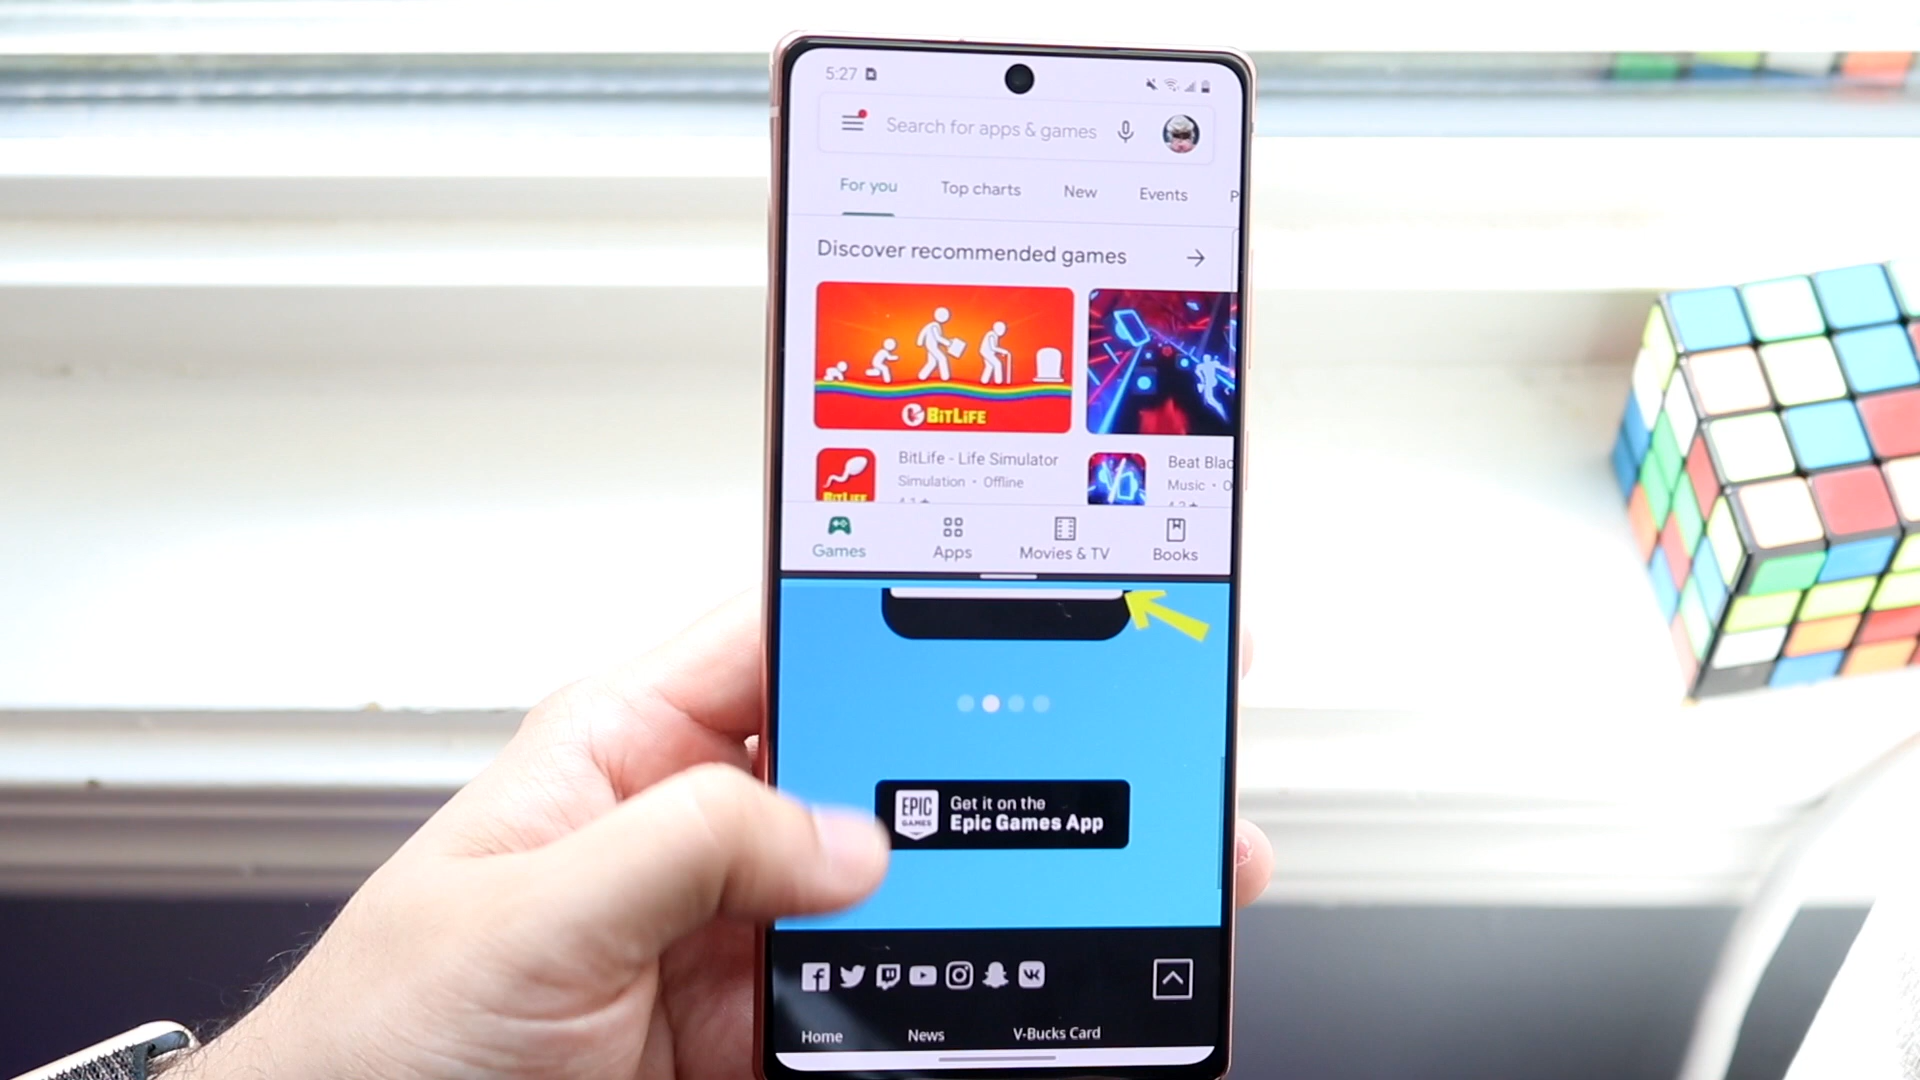 5:27
Search for apps & games
For you Top charts New Events P
Discover recommended games
BITLIFE
BitLife - Life Simulator
Simulation • Offline
BITLIFE
Beat Blad
Music • O
Games Apps Movies & TV Books
EPIC
GAMES
Get it on the
Epic Games App
Home News V-Bucks Card